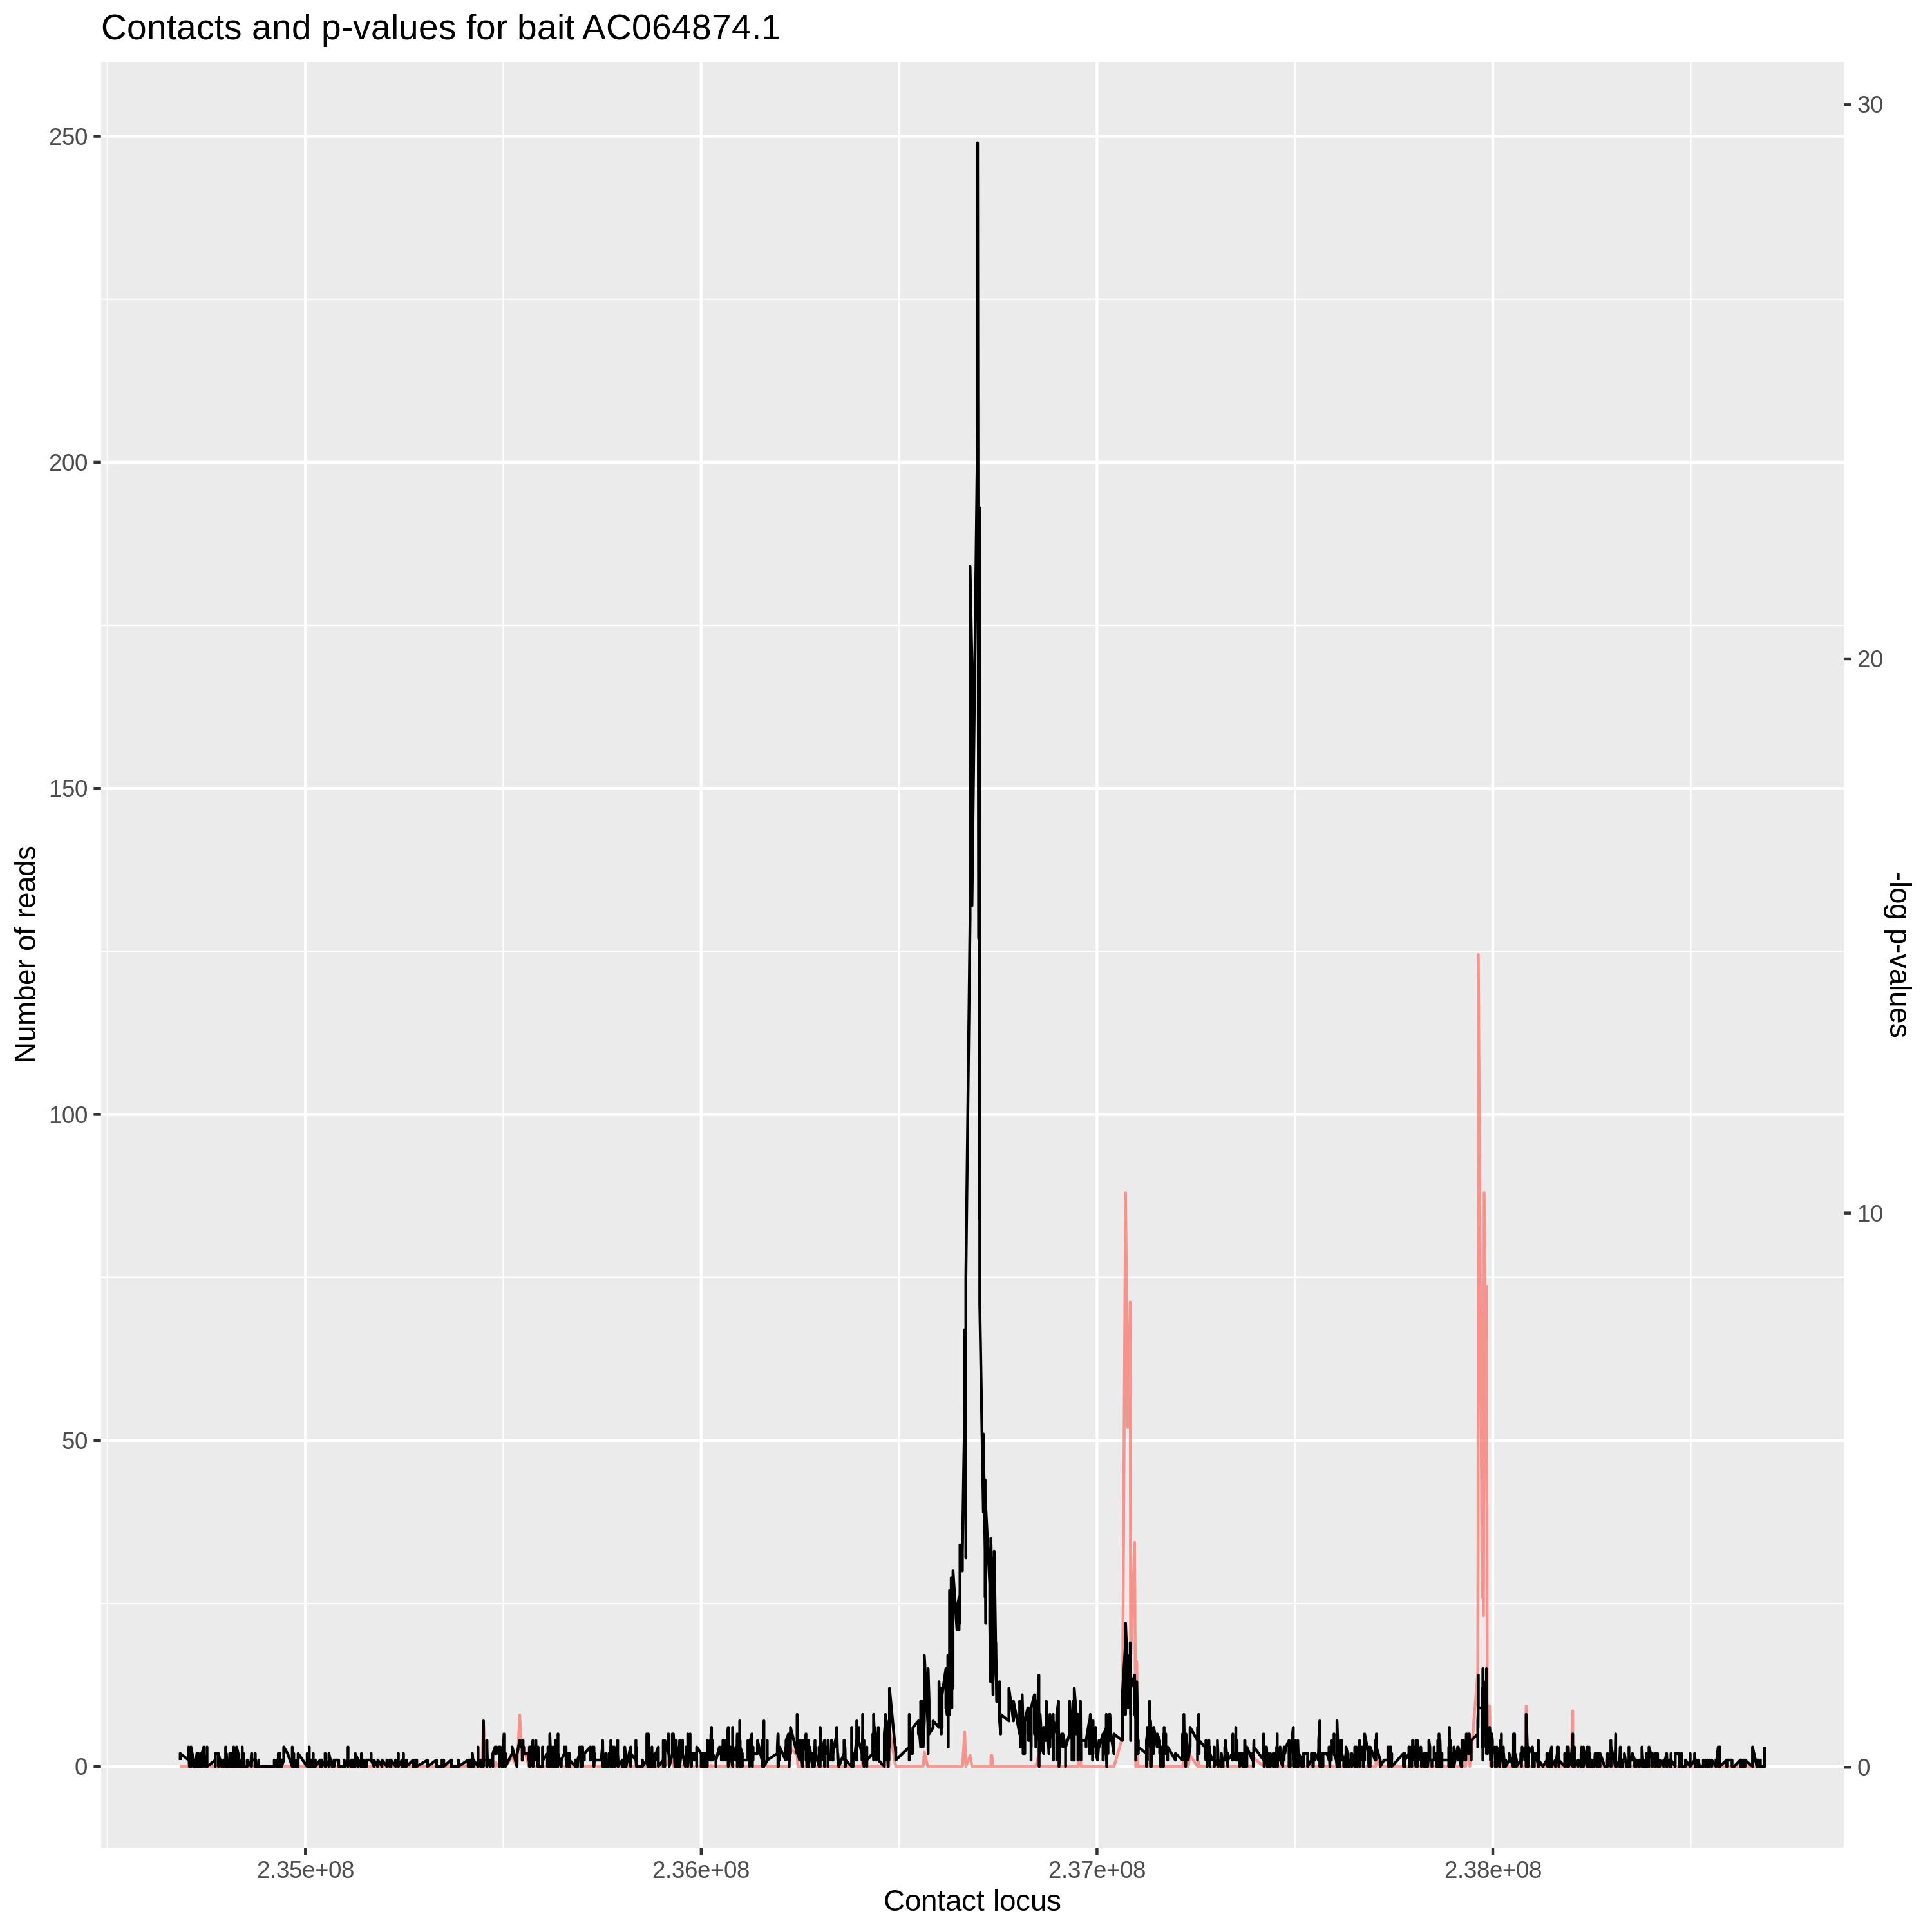 Contacts and p-values for bait AC064874.1
250
200
150
100
50
0
Number of reads
30
20
10
0
-log p-values
2.35e+08
2.36e+08
2.37e+08
2.38e+08
Contact locus